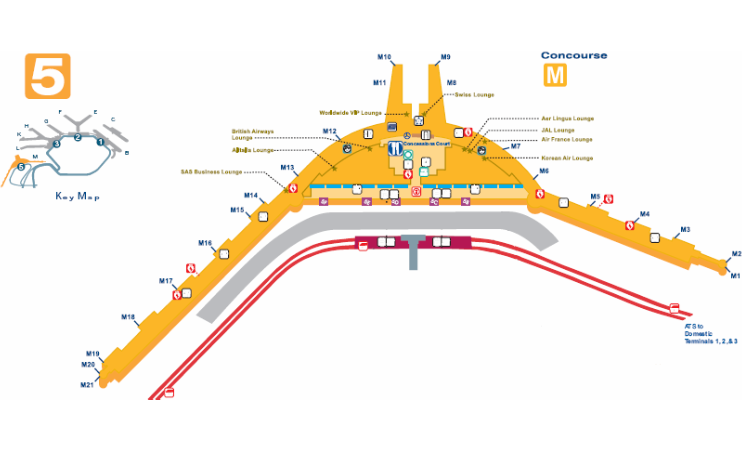 5
Concourse
M
M10
M9
M11
M8
Swiss Lounge
Worldwide VIP Lounge
Aer Lingus Lounge
JAL Lounge
Air France Lounge
British Airways
Lounge
M12
Concessions Court
Alitalia Lounge
M7
Korean Air Lounge
M13
M6
SAS Business Lounge
M14
M5
M15
M4
M16
M3
M2
M1
M17
M18
M19
M20
M21
ATS to
Domestic
Terminals 1, 2, & 3
F
E
G
C
H
2
K
3
1
L
B
M
5
Key Map